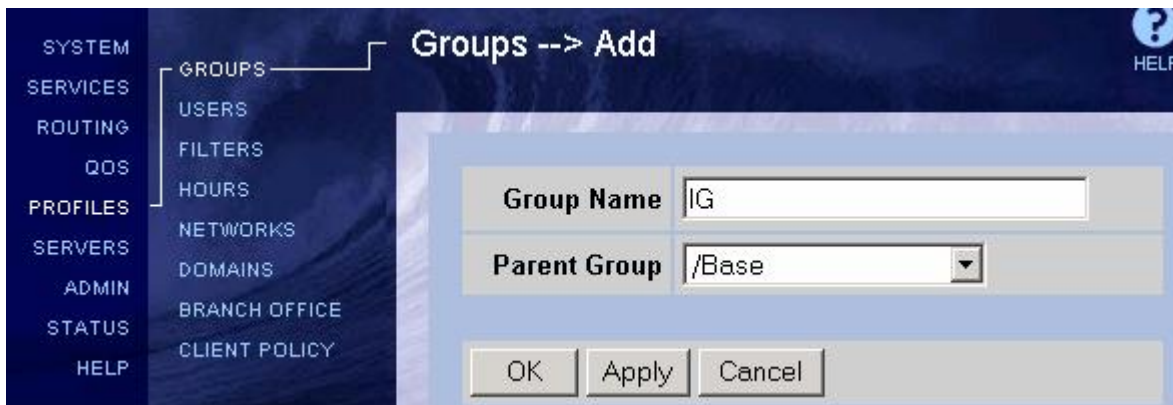 SYSTEM
SERVICES
ROUTING
QOS
PROFILES
SERVERS
ADMIN
STATUS
HELP
GROUPS
USERS
FILTERS
HOURS
NETWORKS
DOMAINS
BRANCH OFFICE
CLIENT POLICY
Groups --> Add
?
HELP
Group Name IG
Parent Group /Base
OK Apply Cancel